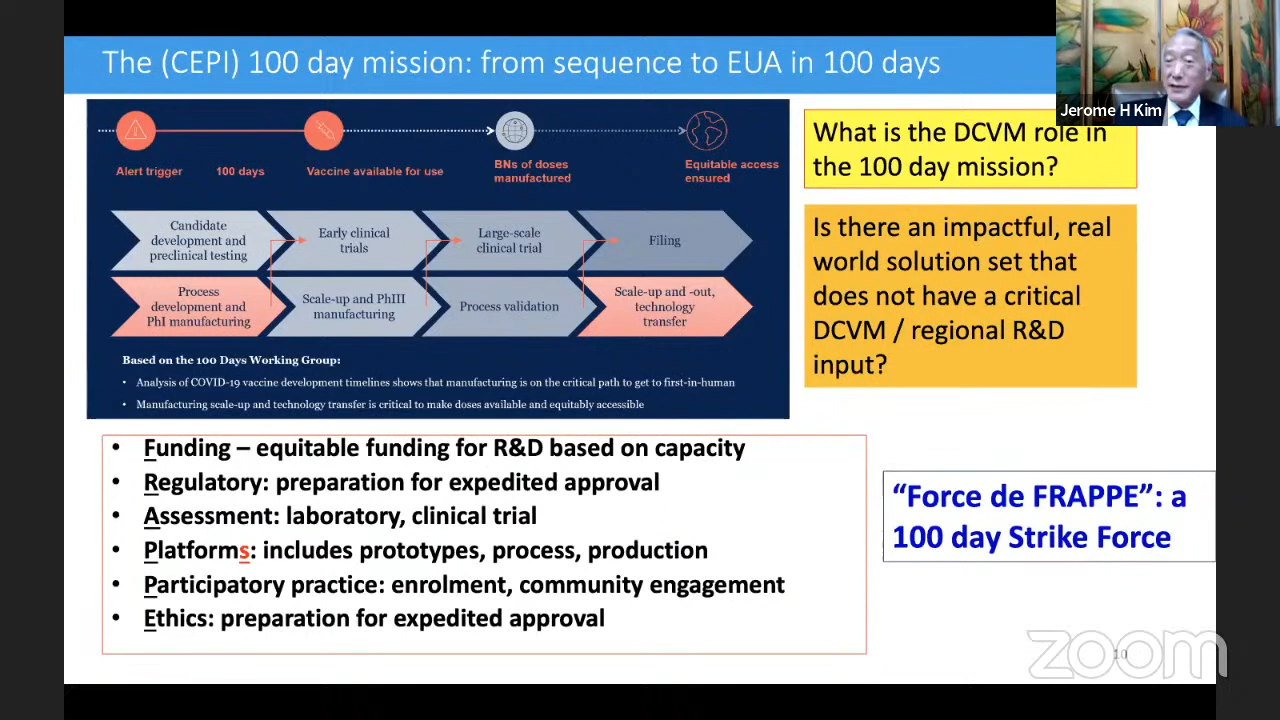 The (CEPI) 100 day mission: from sequence to EUA in 100 days
Jerome H Kim
Alert trigger
100 days
Vaccine available for use
BNs of doses
manufactured
Equitable access
ensured
Candidate
development and
preclinical testing
Early clinical
trials
Large-scale
clinical trial
Filing
Process
development and
PhI manufacturing
Scale-up and PhIII
manufacturing
Process validation
Scale-up and -out,
technology
transfer
Based on the 100 Days Working Group:
• Analysis of COVID-19 vaccine development timelines shows that manufacturing is on the critical path to get to first-in-human
• Manufacturing scale-up and technology transfer is critical to make doses available and equitably accessible
What is the DCVM role in
the 100 day mission?
Is there an impactful, real
world solution set that
does not have a critical
DCVM / regional R&D
input?
• Funding – equitable funding for R&D based on capacity
• Regulatory: preparation for expedited approval
• Assessment: laboratory, clinical trial
• Platforms: includes prototypes, process, production
• Participatory practice: enrolment, community engagement
• Ethics: preparation for expedited approval
“Force de FRAPPE”: a
100 day Strike Force
zoom
10